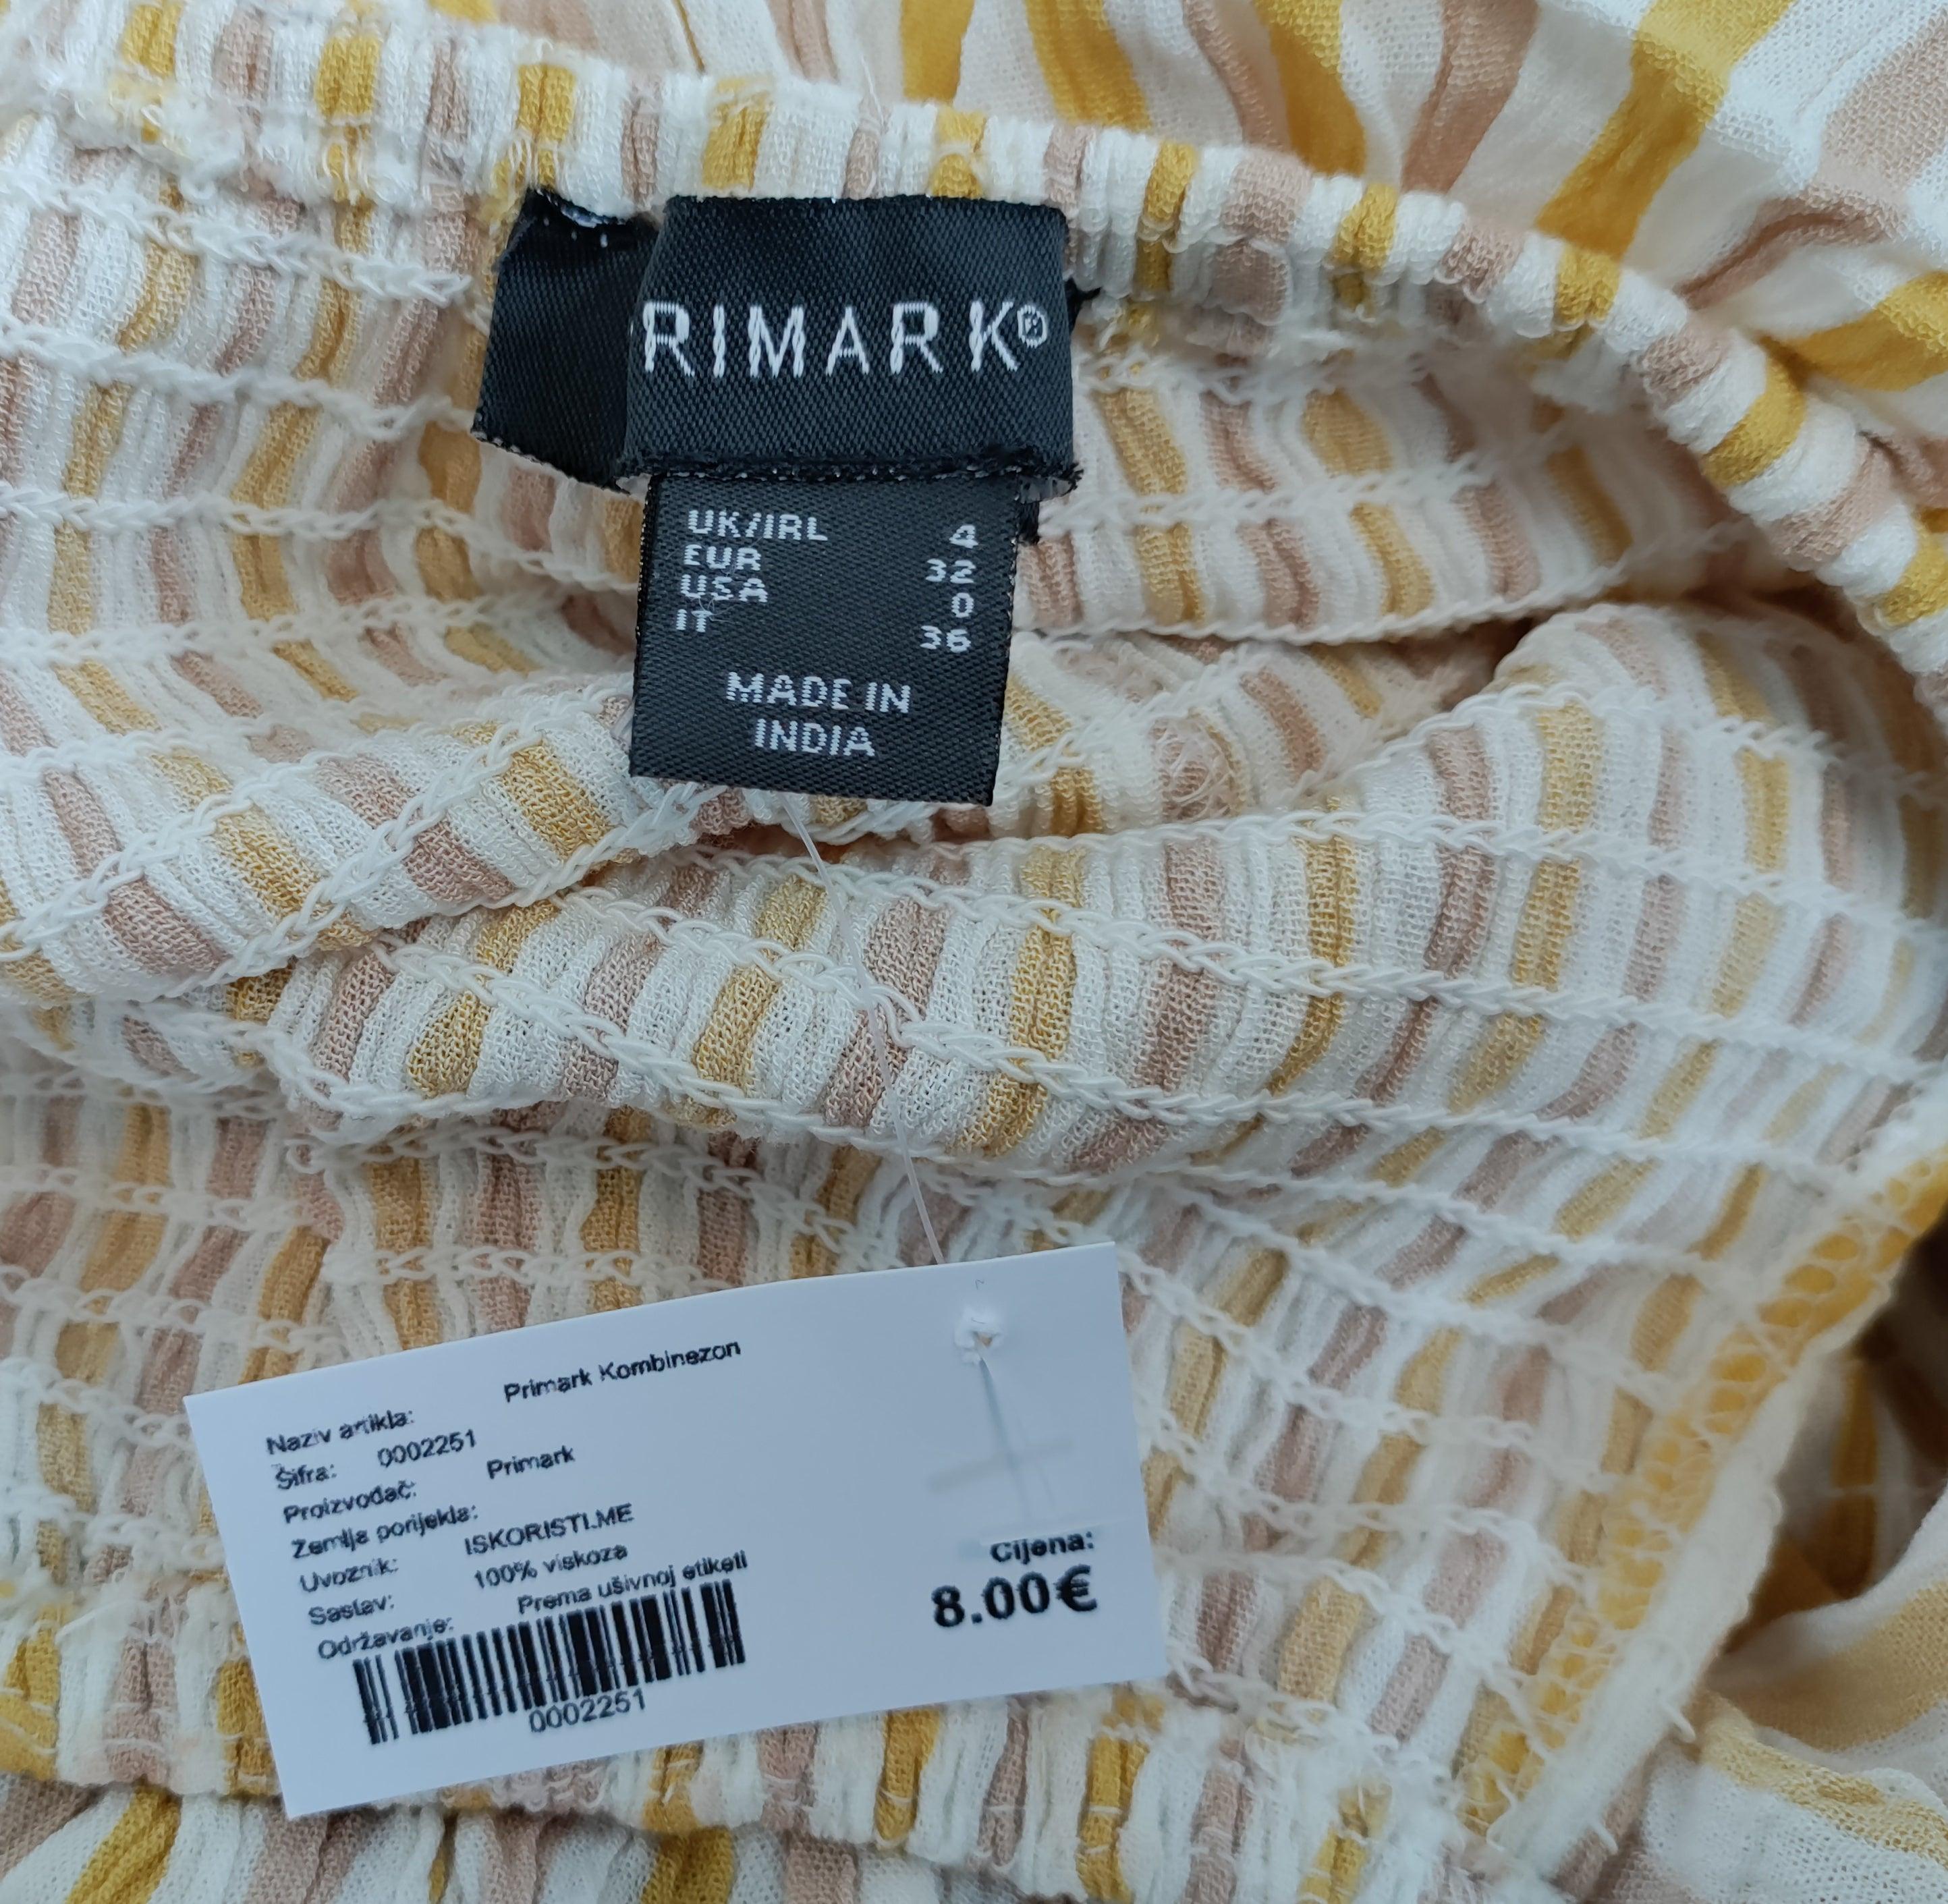 RIMARK®
UK/IRL 4
EUR 32
USA 0
IT 36
MADE IN
INDIA
Primark Kombinezon
Naziv artikla:
Šifra: 0002251
Proizvođač: Primark
Zemlja porijekla:
Uvoznik: ISKORISTI.ME
Sastav: 100% viskoza
Održavanje: Prema ušivnoj etiketi
0002251
Cijena:
8.00€